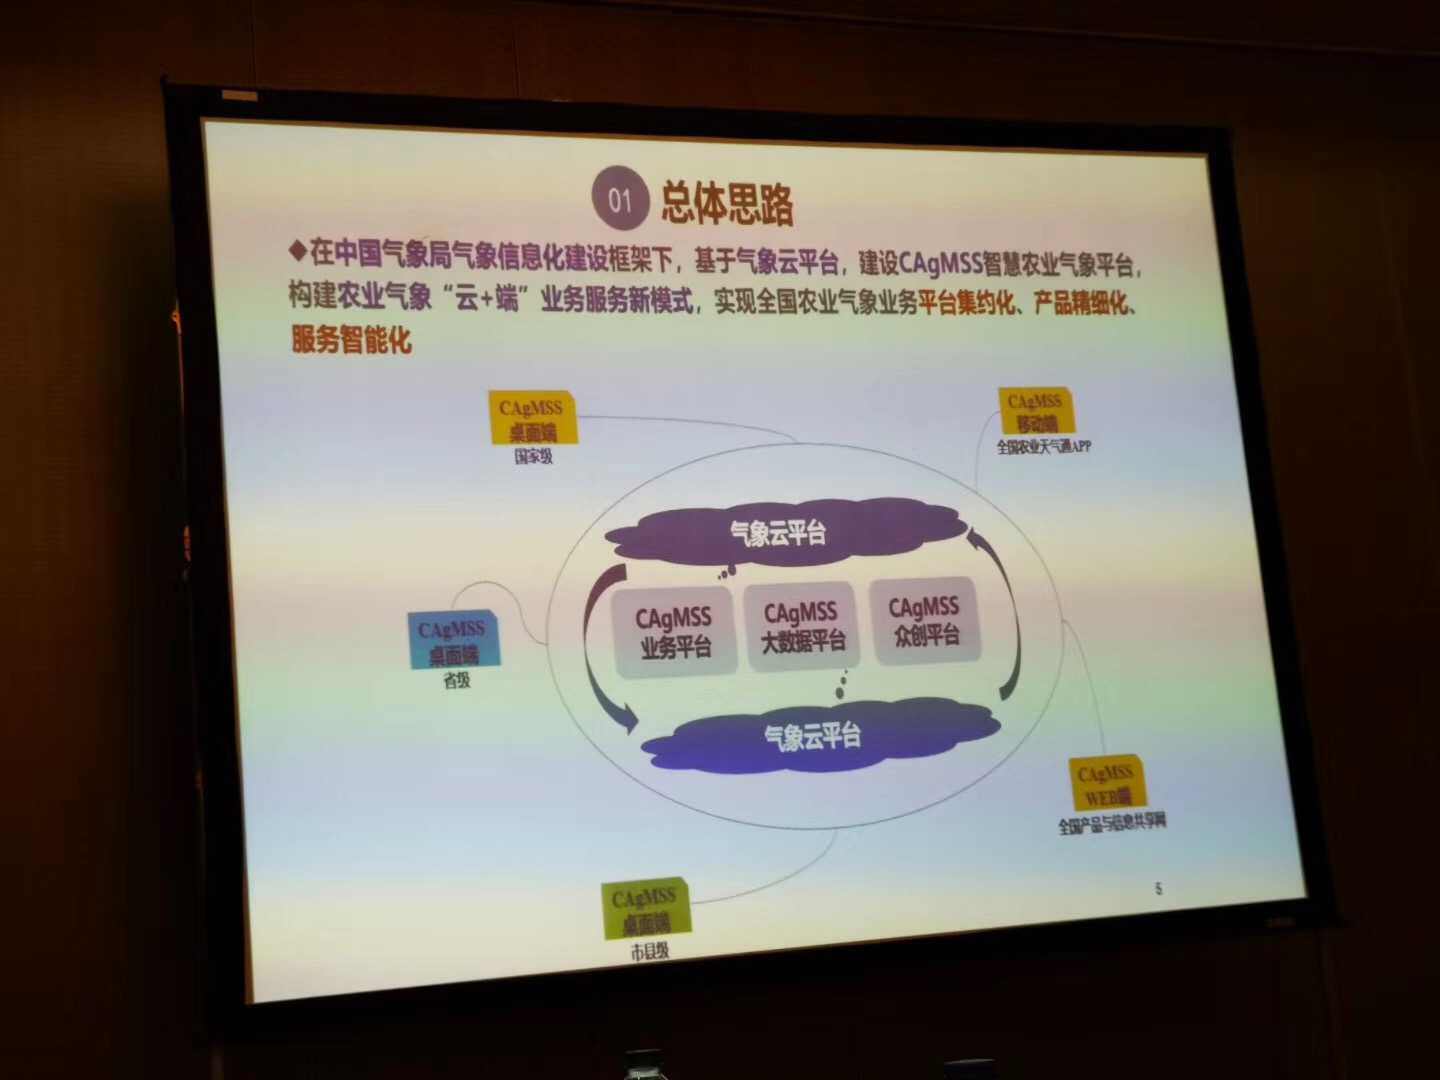 01 总体思路
◆在中国气象局气象信息化建设框架下，基于气象云平台，建设CAgMSS智慧农业气象平台，
构建农业气象“云+端”业务服务新模式，实现全国农业气象业务平台集约化、产品精细化、
服务智能化
CAgMSS
桌面端
国家级
CAgMSS
移动端
全国农业天气通APP
气象云平台
CAgMSS
业务平台
CAgMSS
大数据平台
CAgMSS
众创平台
CAgMSS
桌面端
省级
气象云平台
CAgMSS
WEB端
全国产品与信息共享网
CAgMSS
桌面端
市县级
5